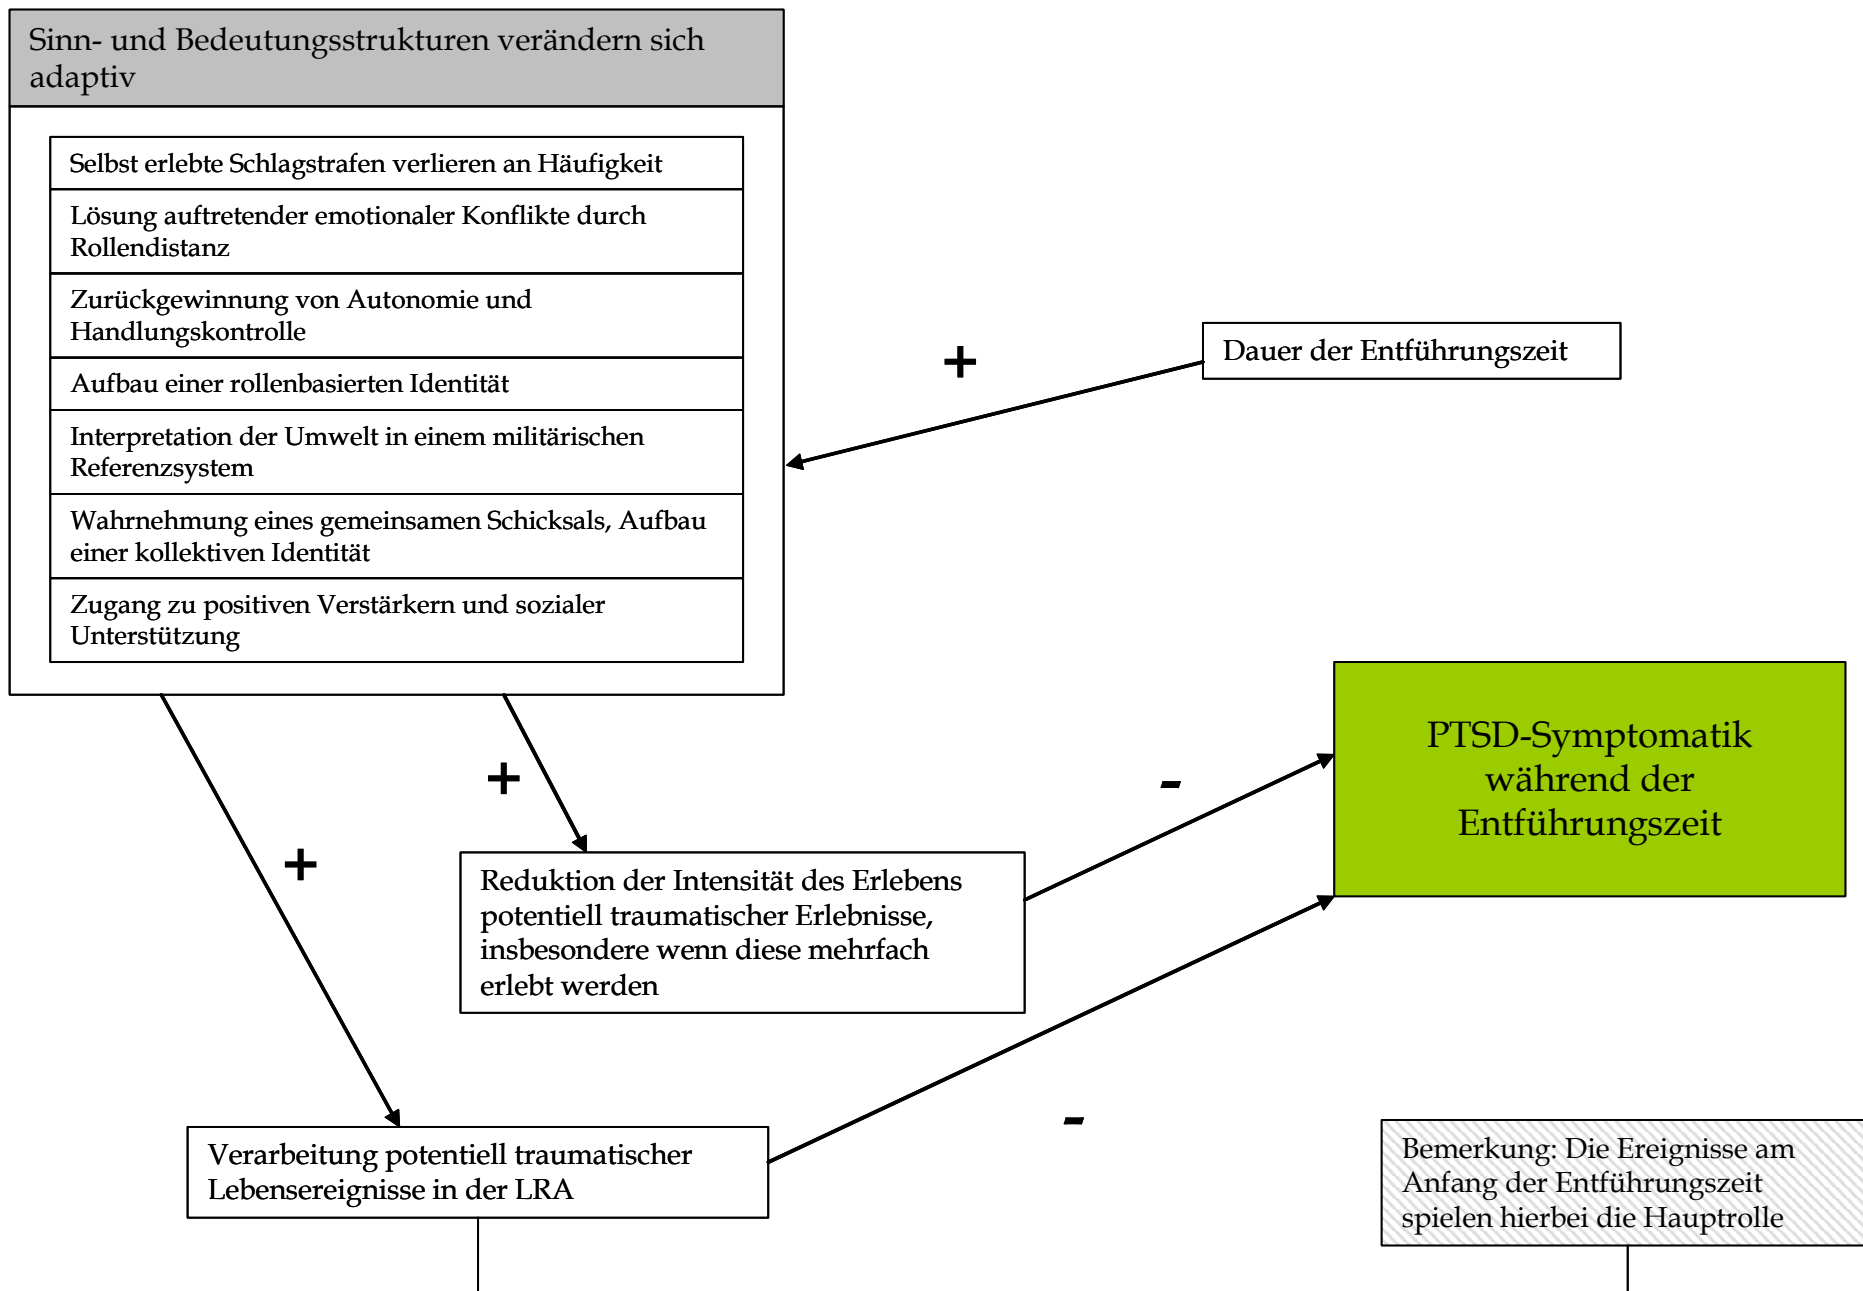 Sinn- und Bedeutungsstrukturen verändern sich
adaptiv
Selbst erlebte Schlagstrafen verlieren an Häufigkeit
Lösung auftretender emotionaler Konflikte durch
Rollendistanz
Zurückgewinnung von Autonomie und
Handlungskontrolle
Aufbau einer rollenbasierten Identität
Interpretation der Umwelt in einem militärischen
Referenzsystem
Wahrnehmung eines gemeinsamen Schicksals, Aufbau
einer kollektiven Identität
Zugang zu positiven Verstärkern und sozialer
Unterstützung
+
Dauer der Entführungszeit
PTSD-Symptomatik
während der
Entführungszeit
+
-
+
Reduktion der Intensität des Erlebens
potentiell traumatischer Erlebnisse,
insbesondere wenn diese mehrfach
erlebt werden
-
Verarbeitung potentiell traumatischer
Lebensereignisse in der LRA
Bemerkung: Die Ereignisse am
Anfang der Entführungszeit
spielen hierbei die Hauptrolle